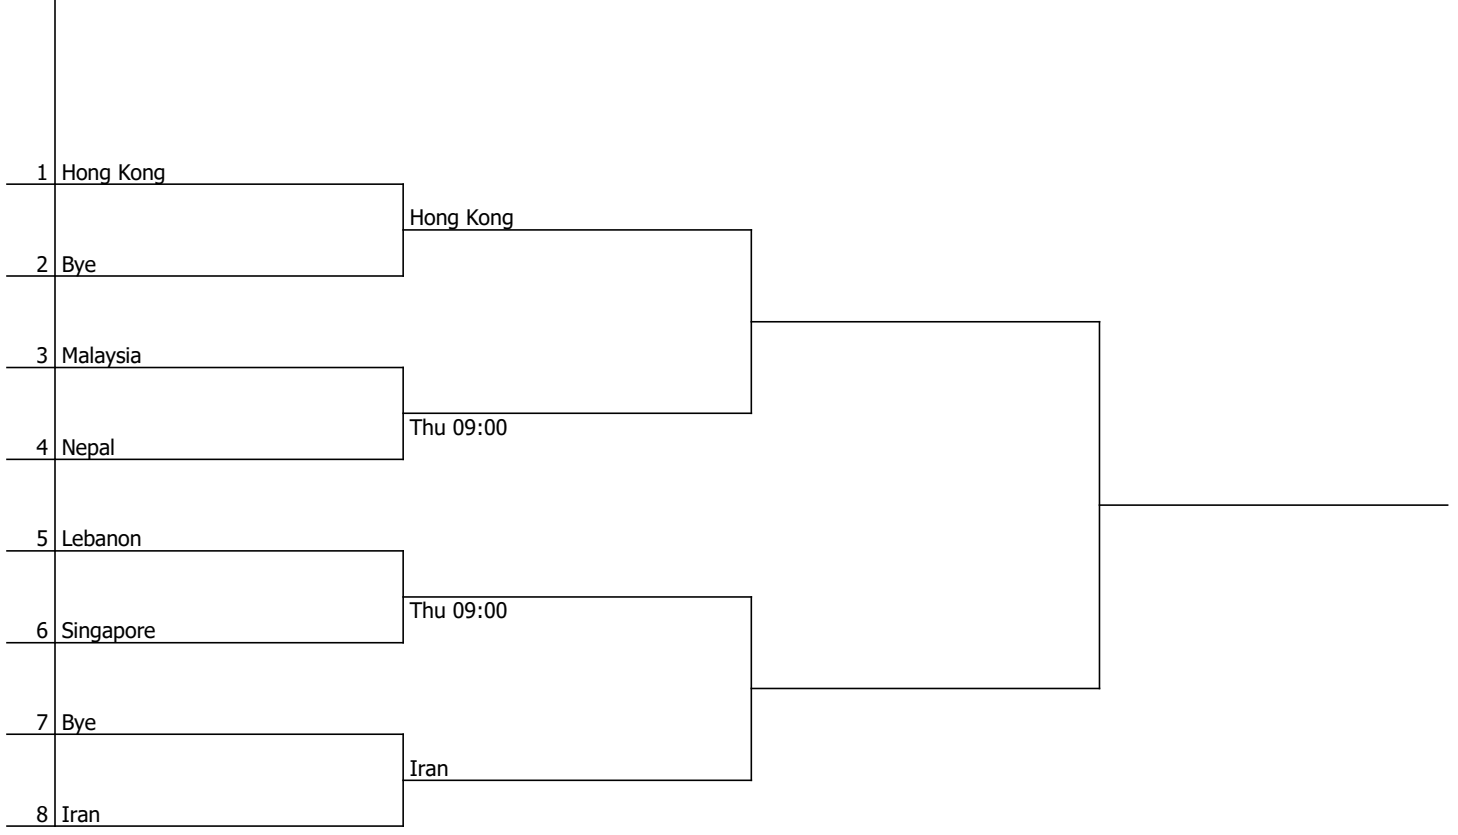 1 Hong Kong
Hong Kong
2 Bye
3 Malaysia
Thu 09:00
4 Nepal
5 Lebanon
Thu 09:00
6 Singapore
7 Bye
Iran
8 Iran